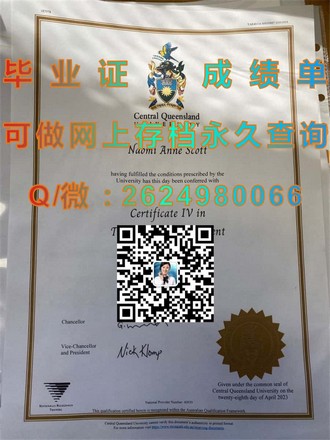 毕业证 成绩单
Central Queensland
UNIVERSITY
可做网上存档永久查询
Naomi Anne Scott
having fulfilled the conditions prescribed by the
University has this day been conferred with
Q/微：2624980066
Certificate IV in
Chancellor
Vice-Chancellor
and President
Given under the common seal of
Central Queensland University on the
twenty-eighth day of April 2023